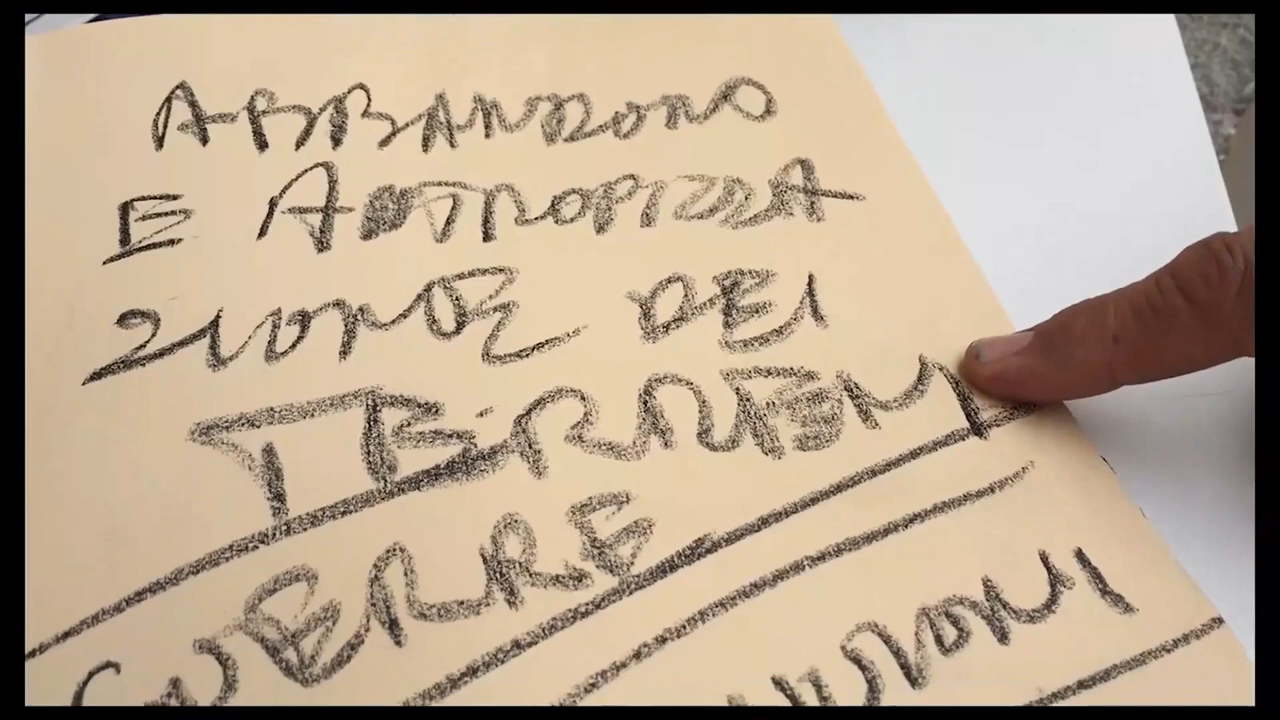 ABBANDONO
E ANTROPIZZA
ZIONE DEI
TERRENI
GUERRE